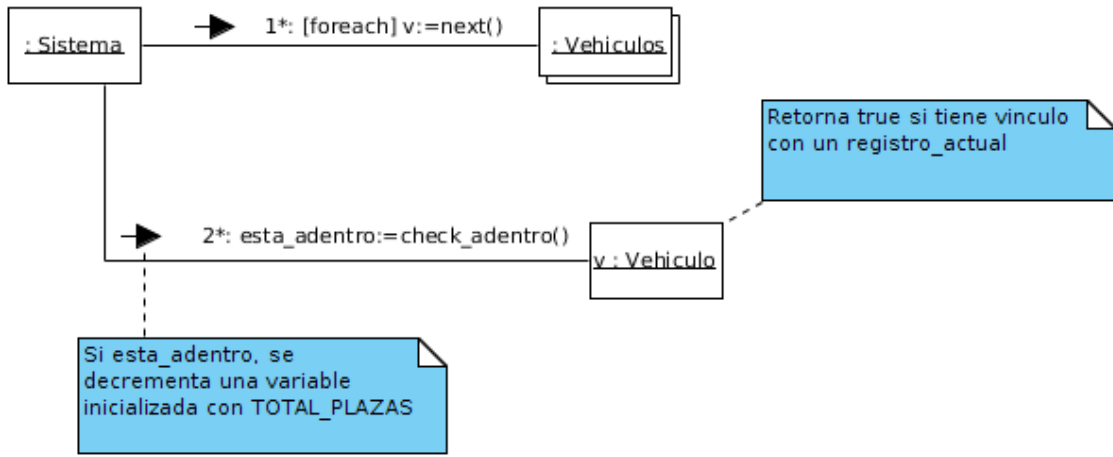 1*: [foreach] v:=next()
: Sistema
: Vehiculos
Retorna true si tiene vinculo
con un registro_actual
2*: esta_adentro:=check_adentro()
v : Vehiculo
Si esta_adentro, se
decrementa una variable
inicializada con TOTAL_PLAZAS